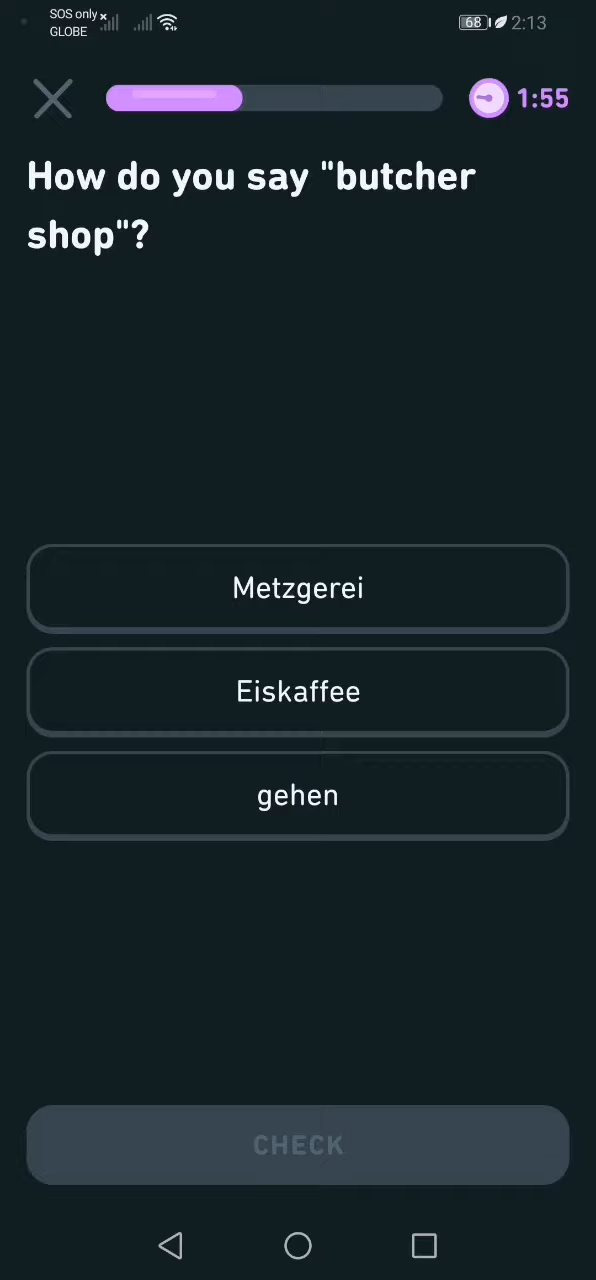 SOS only
GLOBE
68
2:13
1:55
How do you say "butcher
shop"?
Metzgerei
Eiskaffee
gehen
CHECK